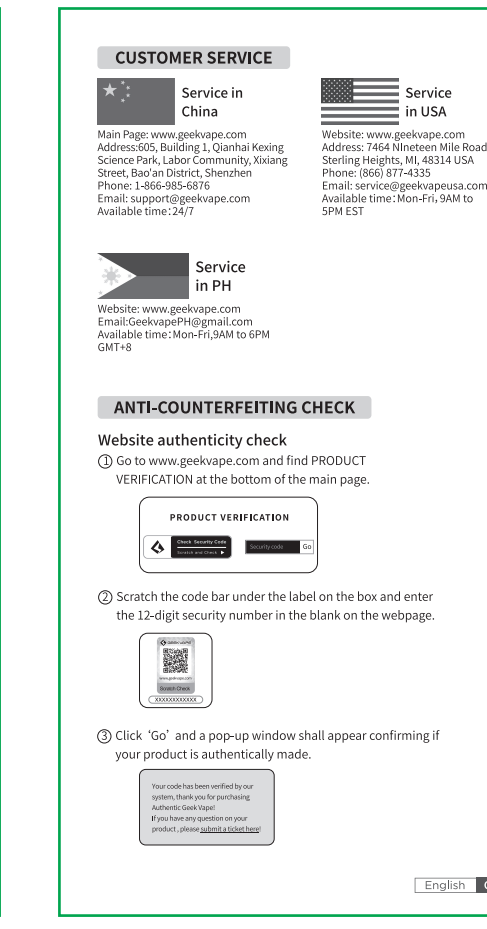 CUSTOMER SERVICE
Service in
China
Main Page: www.geekvape.com
Address:605, Building 1, Qianhai Kexing
Science Park, Labor Community, Xixiang
Street, Bao'an District, Shenzhen
Phone: 1-866-985-6876
Email: support@geekvape.com
Available time:24/7
Service
in USA
Website: www.geekvape.com
Address: 7464 NIneteen Mile Road
Sterling Heights, MI, 48314 USA
Phone: (866) 877-4335
Email: service@geekvapeusa.com
Available time:Mon-Fri, 9AM to
5PM EST
Service
in PH
Website: www.geekvape.com
Email:GeekvapePH@gmail.com
Available time:Mon-Fri,9AM to 6PM
GMT+8
ANTI-COUNTERFEITING CHECK
Website authenticity check
① Go to www.geekvape.com and find PRODUCT
VERIFICATION at the bottom of the main page.
PRODUCT VERIFICATION
Check Security Code
Scratch and Check
Security code
Go
② Scratch the code bar under the label on the box and enter
the 12-digit security number in the blank on the webpage.
GEEK VAPE
www.geekvape.com
Scratch Check
XXXXXXXXXXXX
③ Click ‘Go’ and a pop-up window shall appear confirming if
your product is authentically made.
Your code has been verified by our
system, thank you for purchasing
Authentic Geek Vape!
If you have any question on your
product , please submit a ticket here!
English